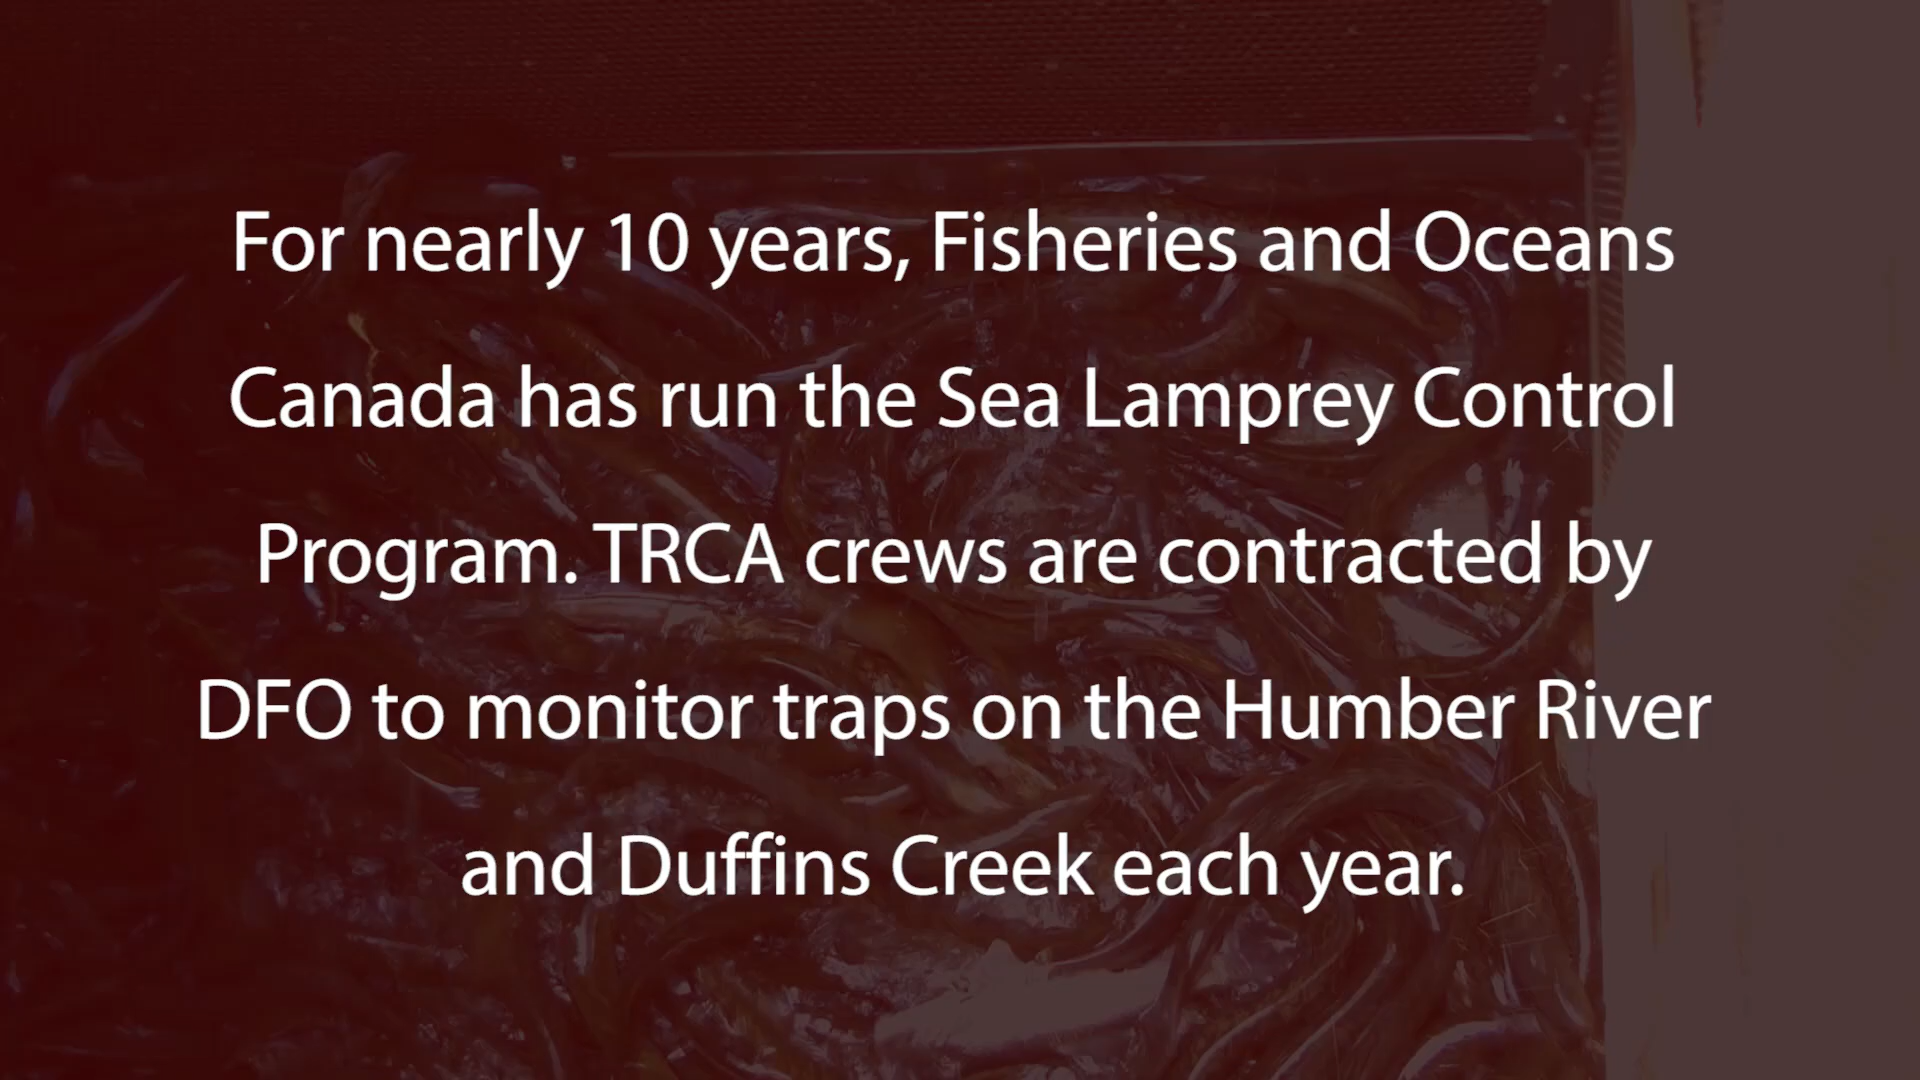 For nearly 10 years, Fisheries and Oceans
Canada has run the Sea Lamprey Control
Program. TRCA crews are contracted by
DFO to monitor traps on the Humber River
and Duffins Creek each year.